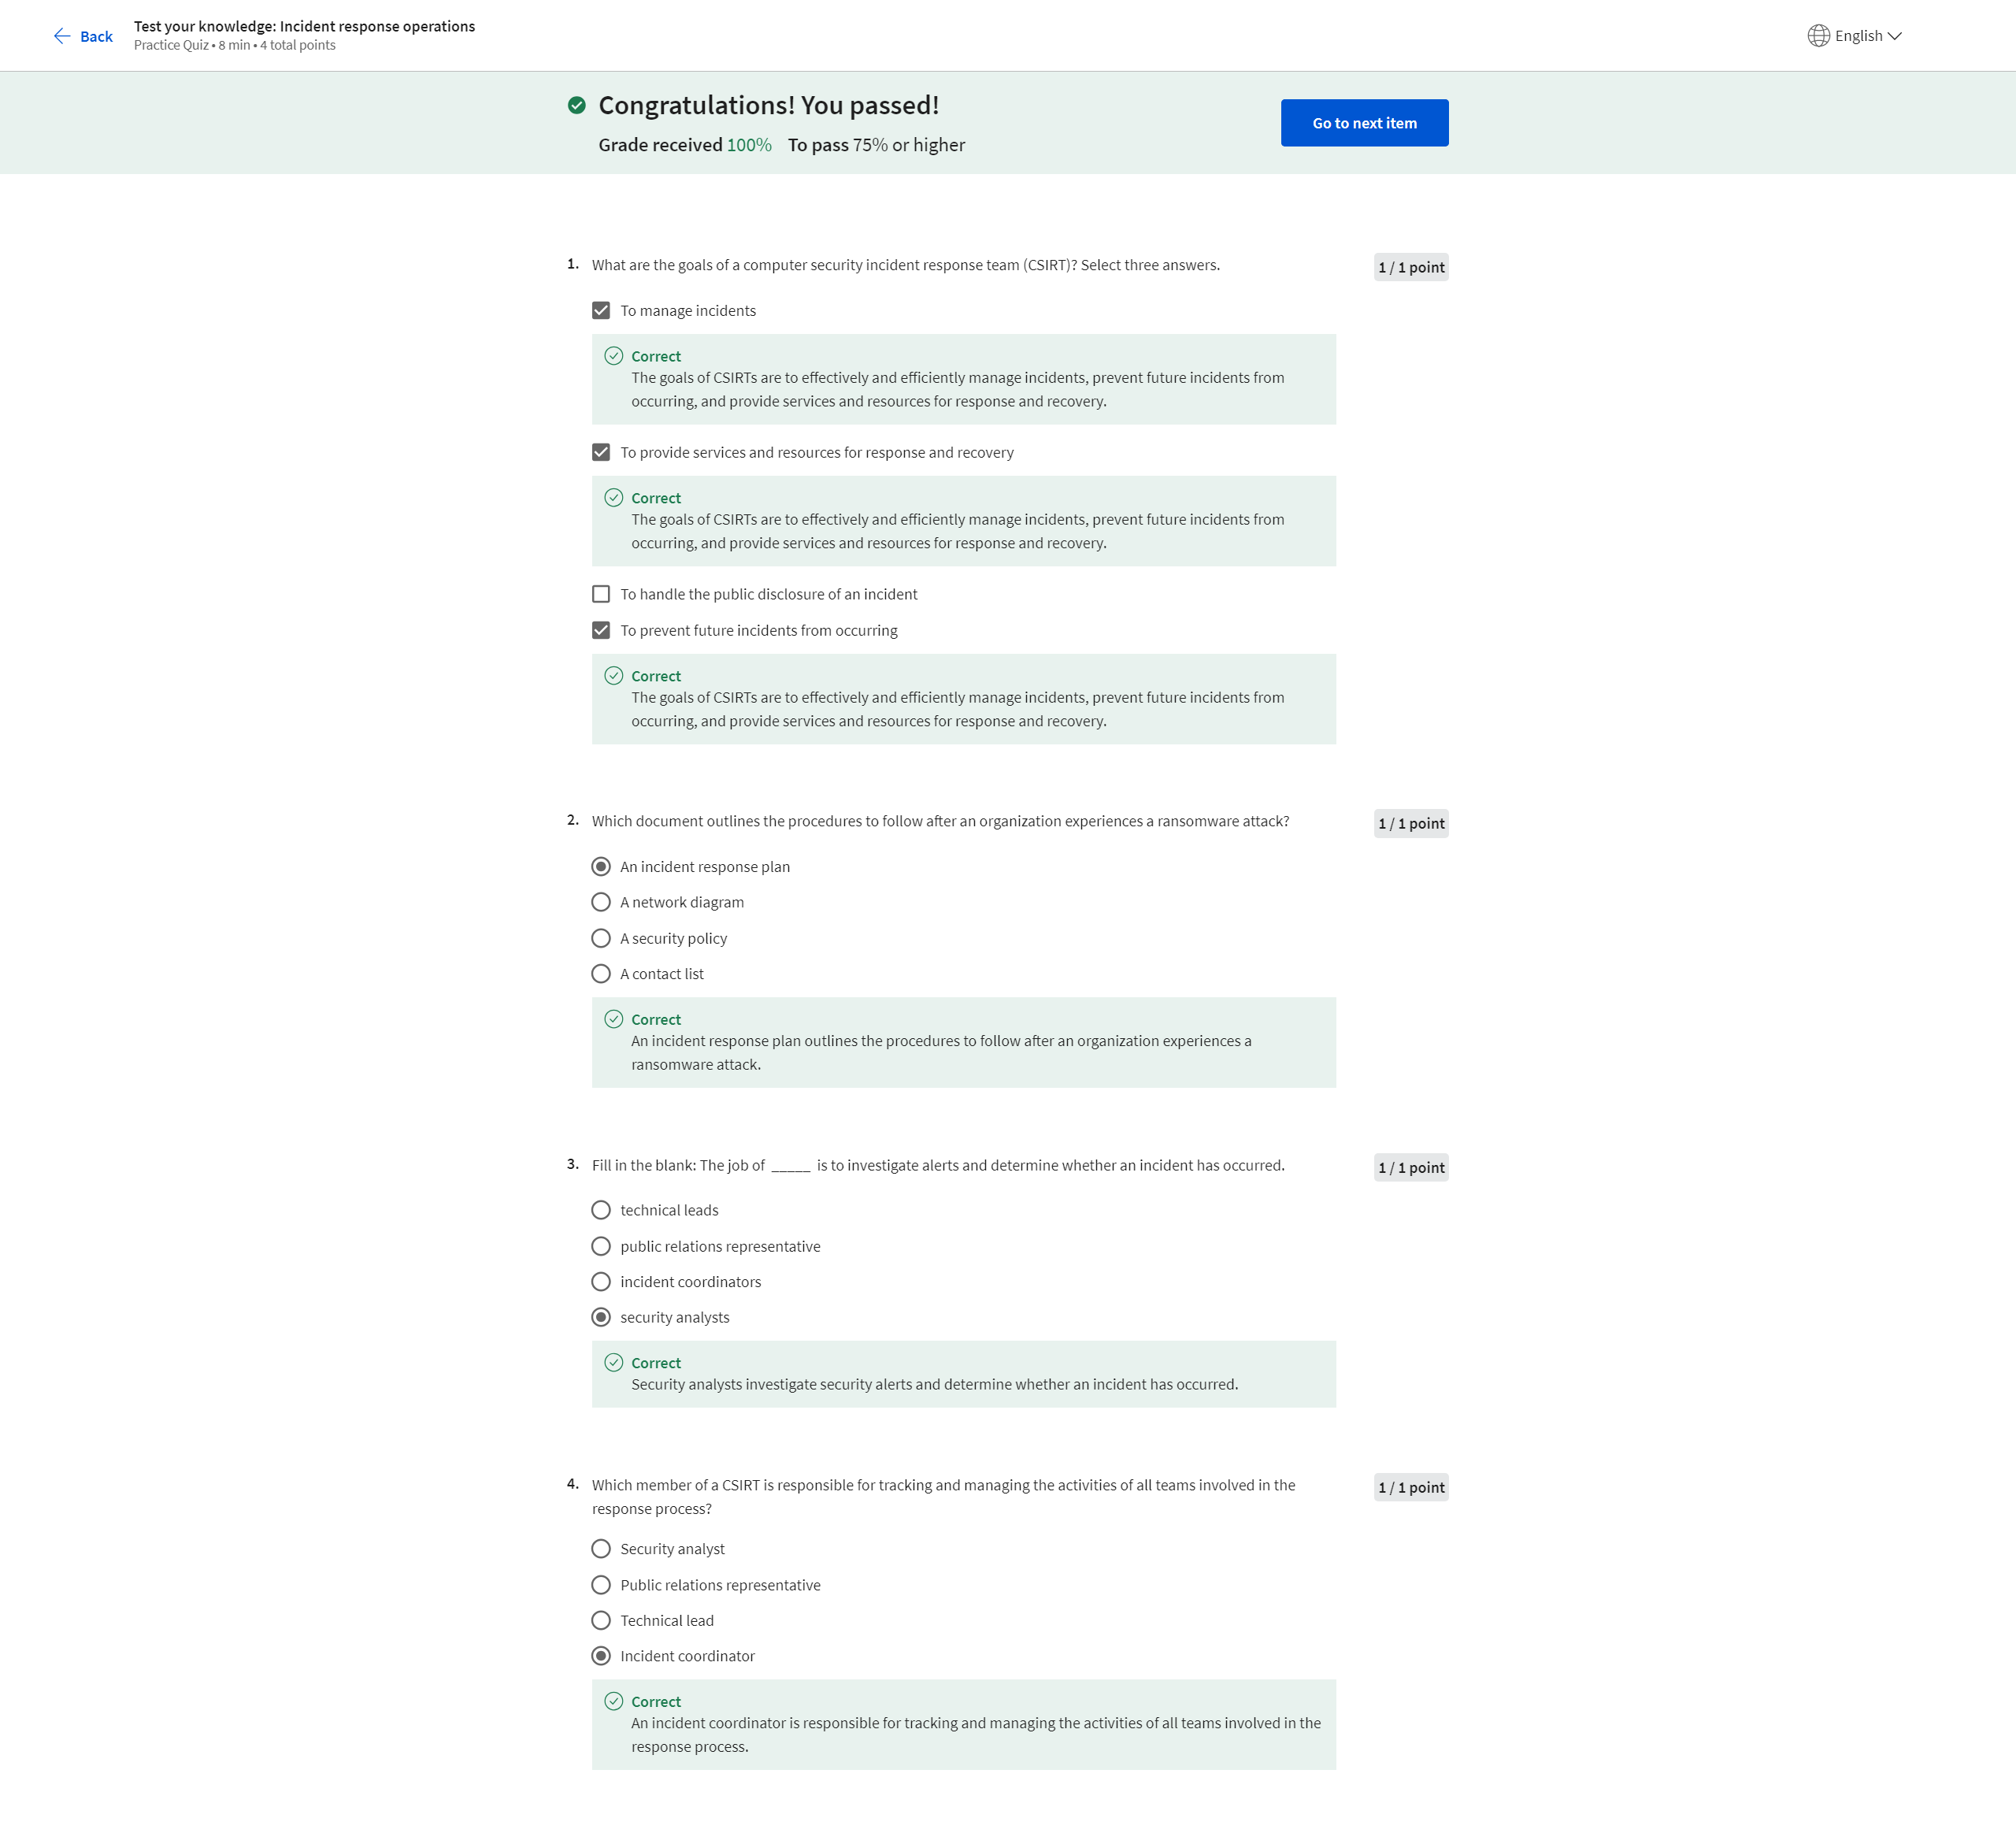 Back
Test your knowledge: Incident response operations
Practice Quiz • 8 min • 4 total points
English
Congratulations! You passed!
Grade received 100% To pass 75% or higher
Go to next item
1. What are the goals of a computer security incident response team (CSIRT)? Select three answers.
1 / 1 point
To manage incidents
Correct
The goals of CSIRTs are to effectively and efficiently manage incidents, prevent future incidents from
occurring, and provide services and resources for response and recovery.
To provide services and resources for response and recovery
Correct
The goals of CSIRTs are to effectively and efficiently manage incidents, prevent future incidents from
occurring, and provide services and resources for response and recovery.
To handle the public disclosure of an incident
To prevent future incidents from occurring
Correct
The goals of CSIRTs are to effectively and efficiently manage incidents, prevent future incidents from
occurring, and provide services and resources for response and recovery.
2. Which document outlines the procedures to follow after an organization experiences a ransomware attack?
1 / 1 point
An incident response plan
A network diagram
A security policy
A contact list
Correct
An incident response plan outlines the procedures to follow after an organization experiences a
ransomware attack.
3. Fill in the blank: The job of _____ is to investigate alerts and determine whether an incident has occurred.
1 / 1 point
technical leads
public relations representative
incident coordinators
security analysts
Correct
Security analysts investigate security alerts and determine whether an incident has occurred.
4. Which member of a CSIRT is responsible for tracking and managing the activities of all teams involved in the
response process?
1 / 1 point
Security analyst
Public relations representative
Technical lead
Incident coordinator
Correct
An incident coordinator is responsible for tracking and managing the activities of all teams involved in the
response process.